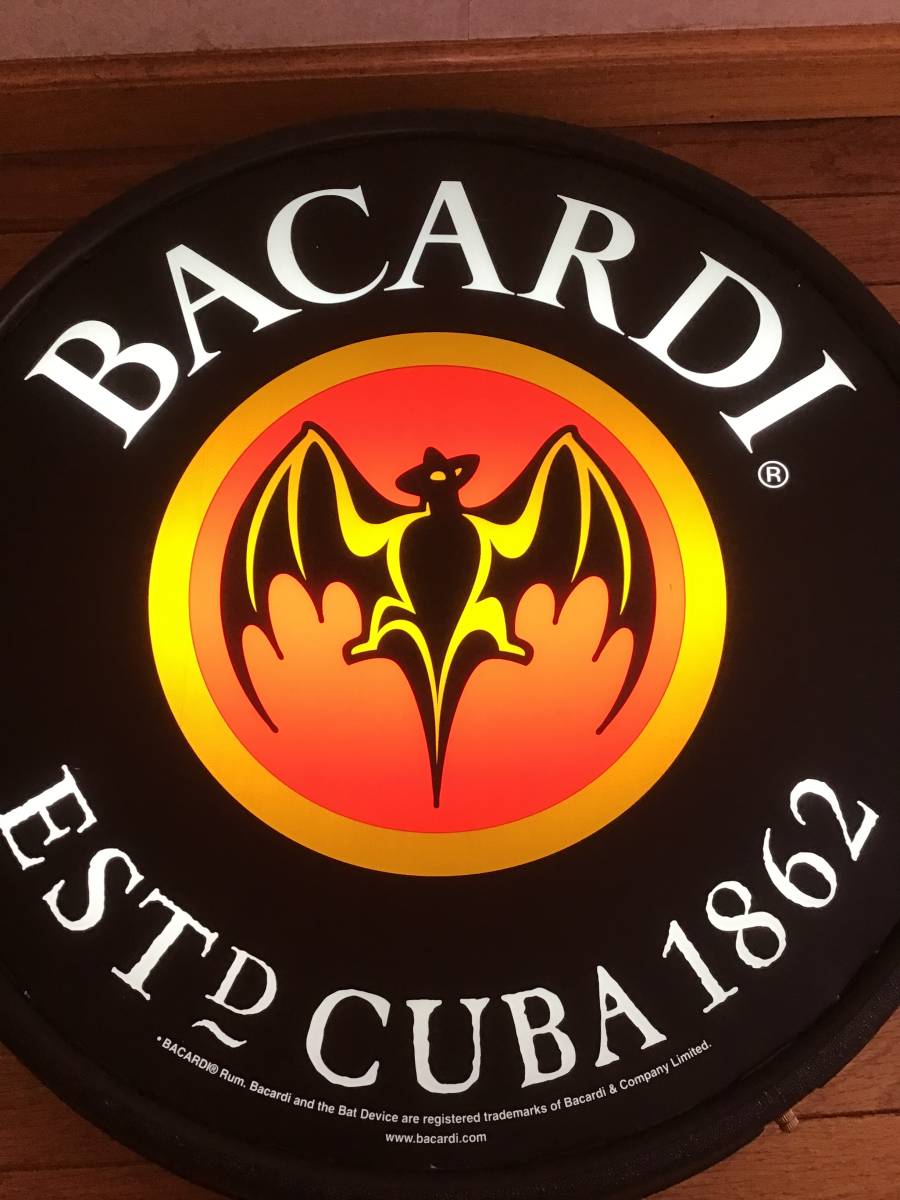 BACARDI®
ESTD CUBA 1862
•BACARDI® Rum. Bacardi and the Bat Device are registered trademarks of Bacardi & Company Limited.
www.bacardi.com